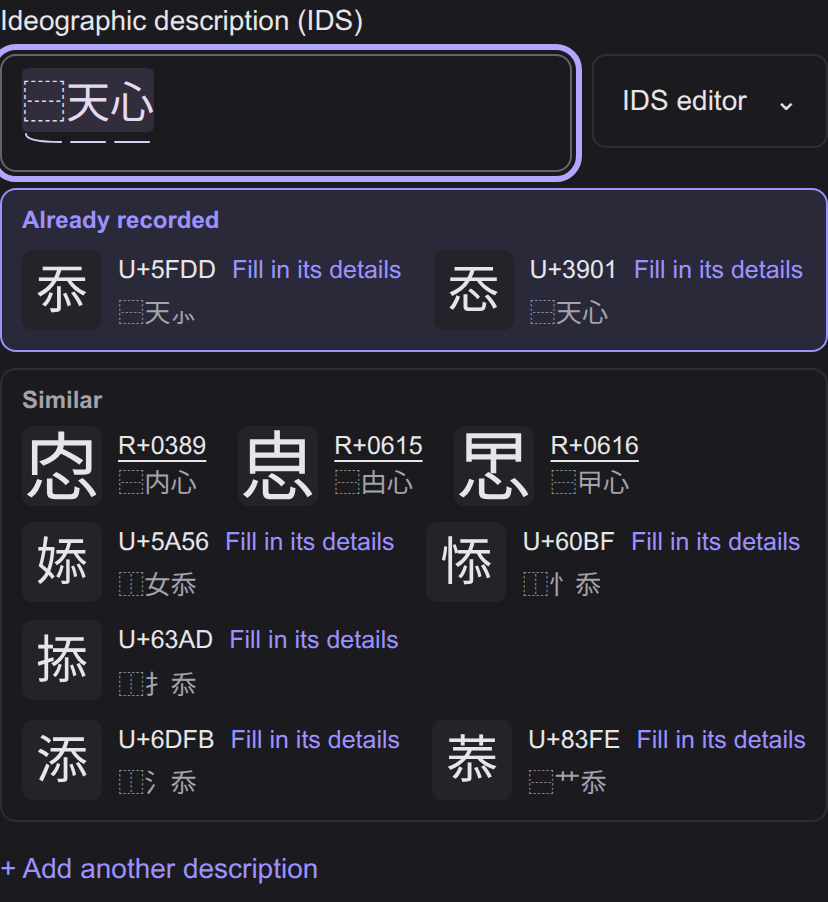 Ideographic description (IDS)
⿱天心
IDS editor
Already recorded
忝 U+5FDD Fill in its details
⿱天⺗
㤁 U+3901 Fill in its details
⿱天心
Similar
R+0389
⿱内心
R+0615
⿱由心
R+0616
⿱甲心
婖 U+5A56 Fill in its details
⿰女忝
悿 U+60BF Fill in its details
⿰忄忝
掭 U+63AD Fill in its details
⿰扌忝
添 U+6DFB Fill in its details
⿰氵忝
菾 U+83FE Fill in its details
⿱艹忝
+ Add another description